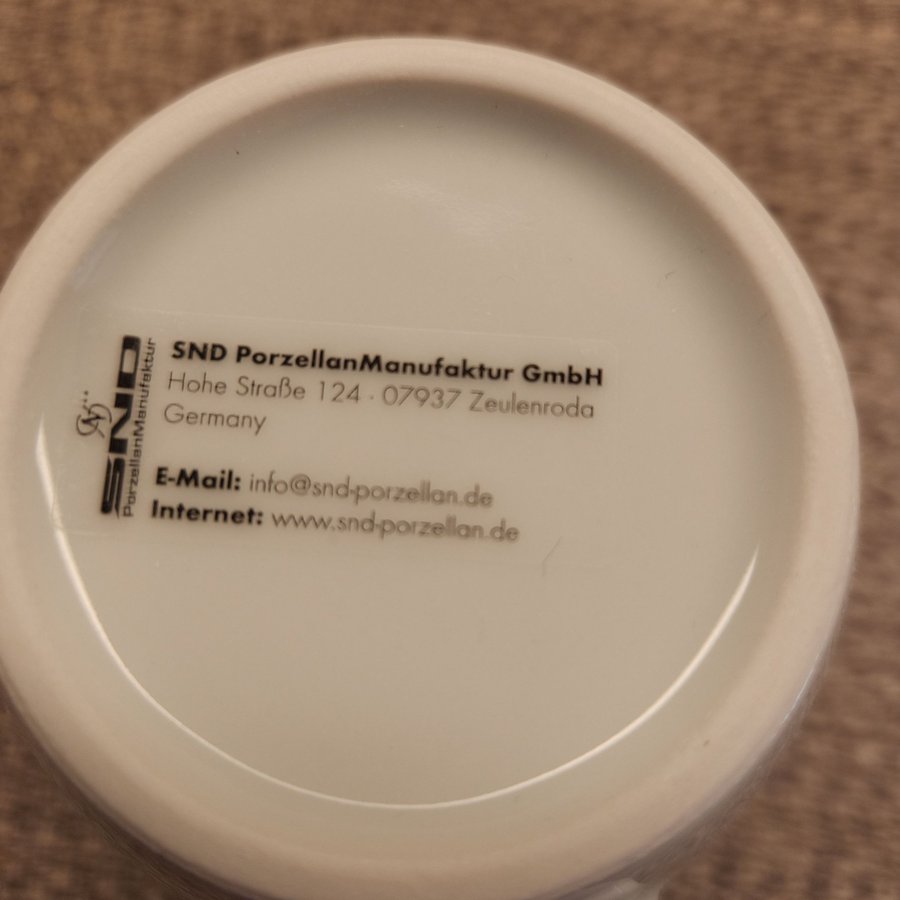 SND
PorzellanManufaktur
SND PorzellanManufaktur GmbH
Hohe Straße 124 · 07937 Zeulenroda
Germany
E-Mail: info@snd-porzellan.de
Internet: www.snd-porzellan.de